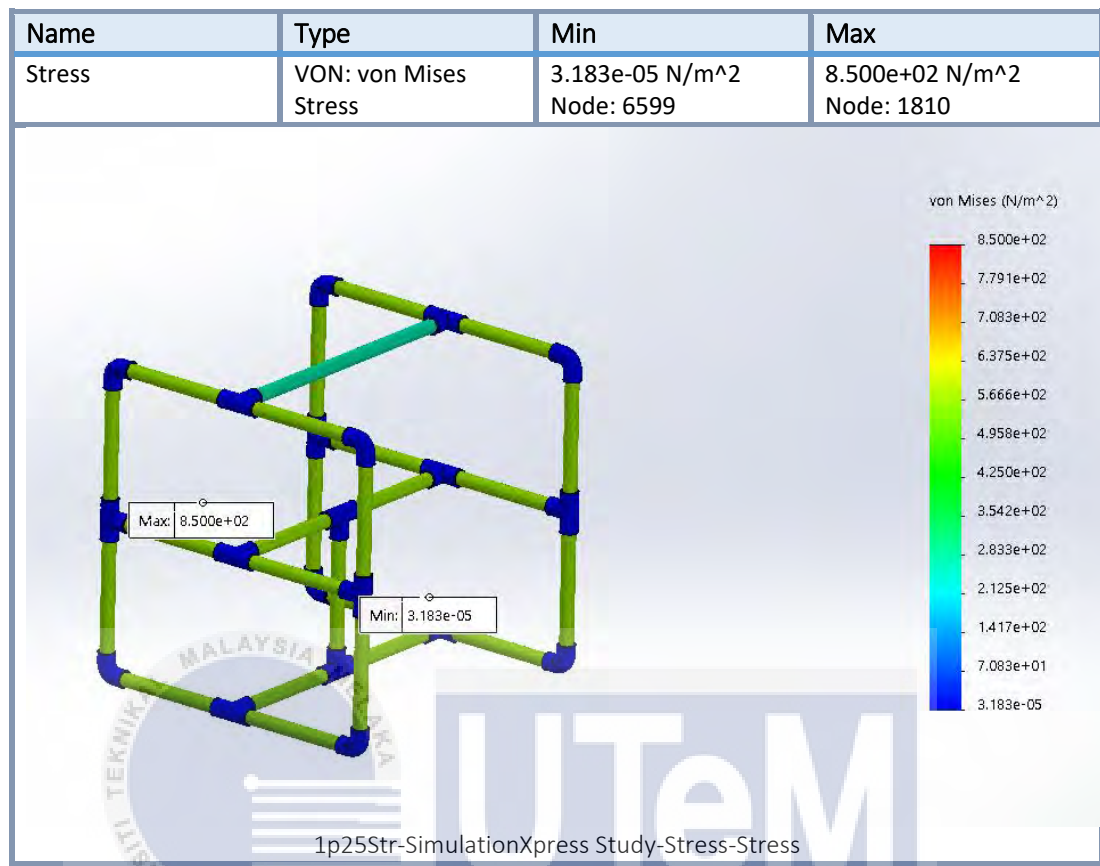 Name Type Min Max
Stress VON: von Mises 3.183e-05 N/m^2 8.500e+02 N/m^2
Stress Node: 6599 Node: 1810
von Mises (N/m^2)
8.500e+02
7.791e+02
7.083e+02
6.375e+02
5.666e+02
4.958e+02
4.250e+02
3.542e+02
2.833e+02
2.125e+02
1.417e+02
7.083e+01
3.183e-05
Max: 8.500e+02
Min: 3.183e-05
MALAYSIA
TEKNIK
AKA
SITI
UTeM
1p25Str-SimulationXpress Study-Stress-Stress